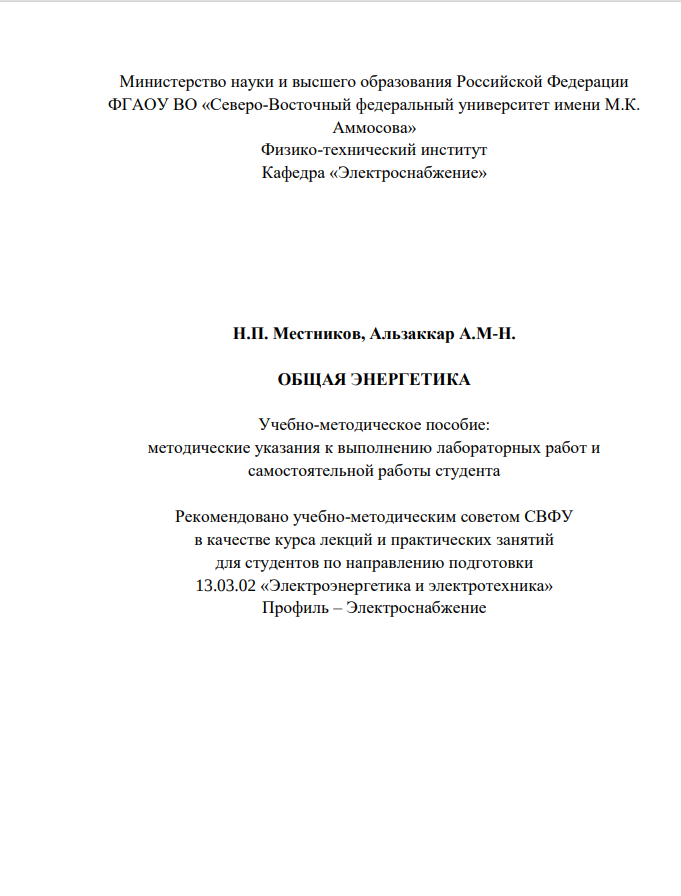 Министерство науки и высшего образования Российской Федерации
ФГАОУ ВО «Северо-Восточный федеральный университет имени М.К.
Аммосова»
Физико-технический институт
Кафедра «Электроснабжение»
Н.П. Местников, Альзаккар А.М-Н.
ОБЩАЯ ЭНЕРГЕТИКА
Учебно-методическое пособие:
методические указания к выполнению лабораторных работ и
самостоятельной работы студента
Рекомендовано учебно-методическим советом СВФУ
в качестве курса лекций и практических занятий
для студентов по направлению подготовки
13.03.02 «Электроэнергетика и электротехника»
Профиль – Электроснабжение